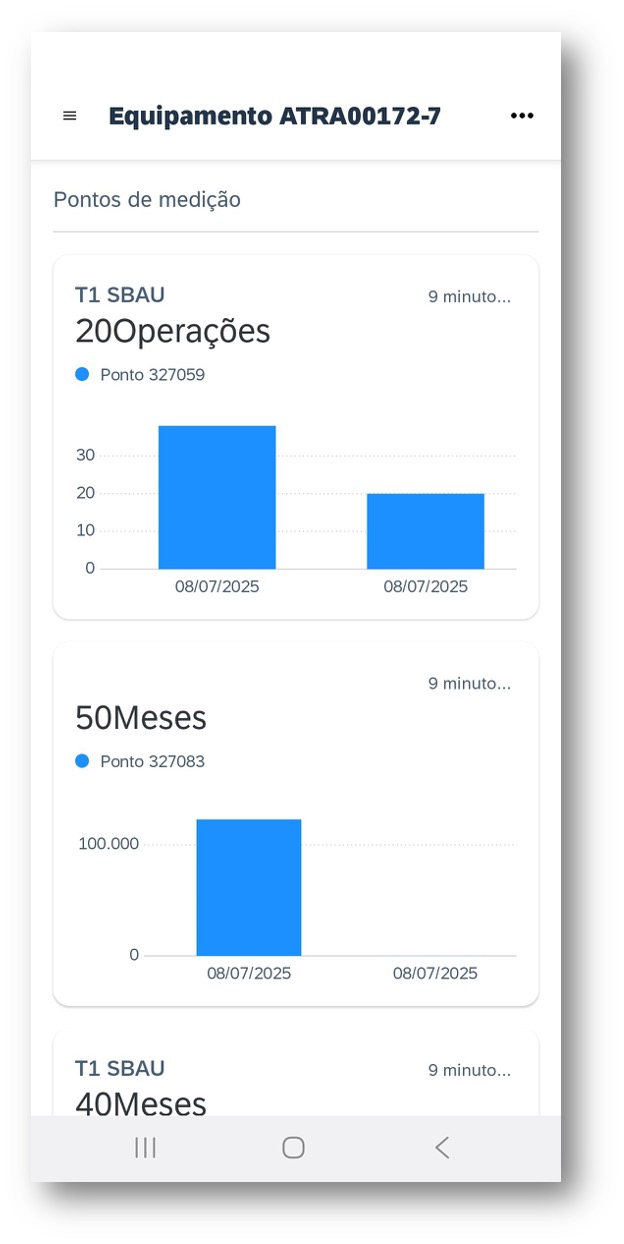 Equipamento ATRA00172-7
Pontos de medição
T1 SBAU
9 minuto...
20Operações
Ponto 327059
30
20
10
0
08/07/2025
08/07/2025
9 minuto...
50Meses
Ponto 327083
100.000
0
08/07/2025
08/07/2025
T1 SBAU
9 minuto...
40Meses